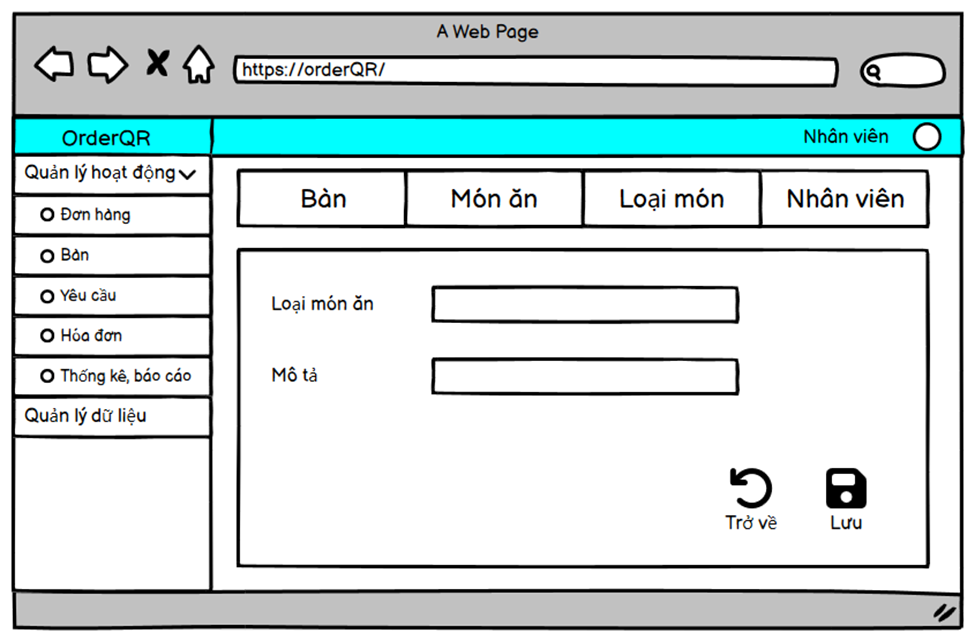 A Web Page
https://orderQR/
OrderQR
Nhân viên
Quản lý hoạt động
Đơn hàng
Bàn
Yêu cầu
Hóa đơn
Thống kê, báo cáo
Quản lý dữ liệu
Bàn
Món ăn
Loại món
Nhân viên
Loại món ăn
Mô tả
Trở về
Lưu